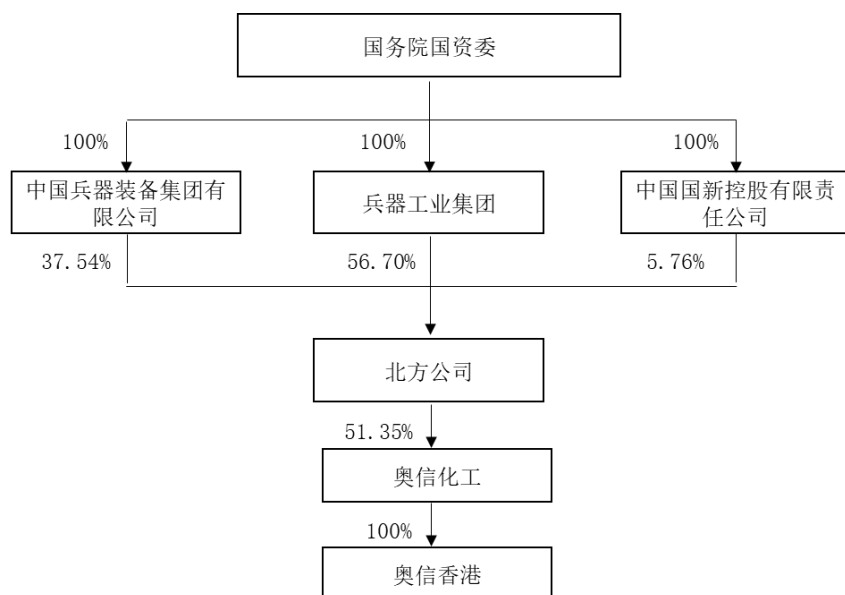 国务院国资委
100%
100%
100%
中国兵器装备集团有
限公司
兵器工业集团
中国国新控股有限责
任公司
37.54%
56.70%
5.76%
北方公司
51.35%
奥信化工
100%
奥信香港